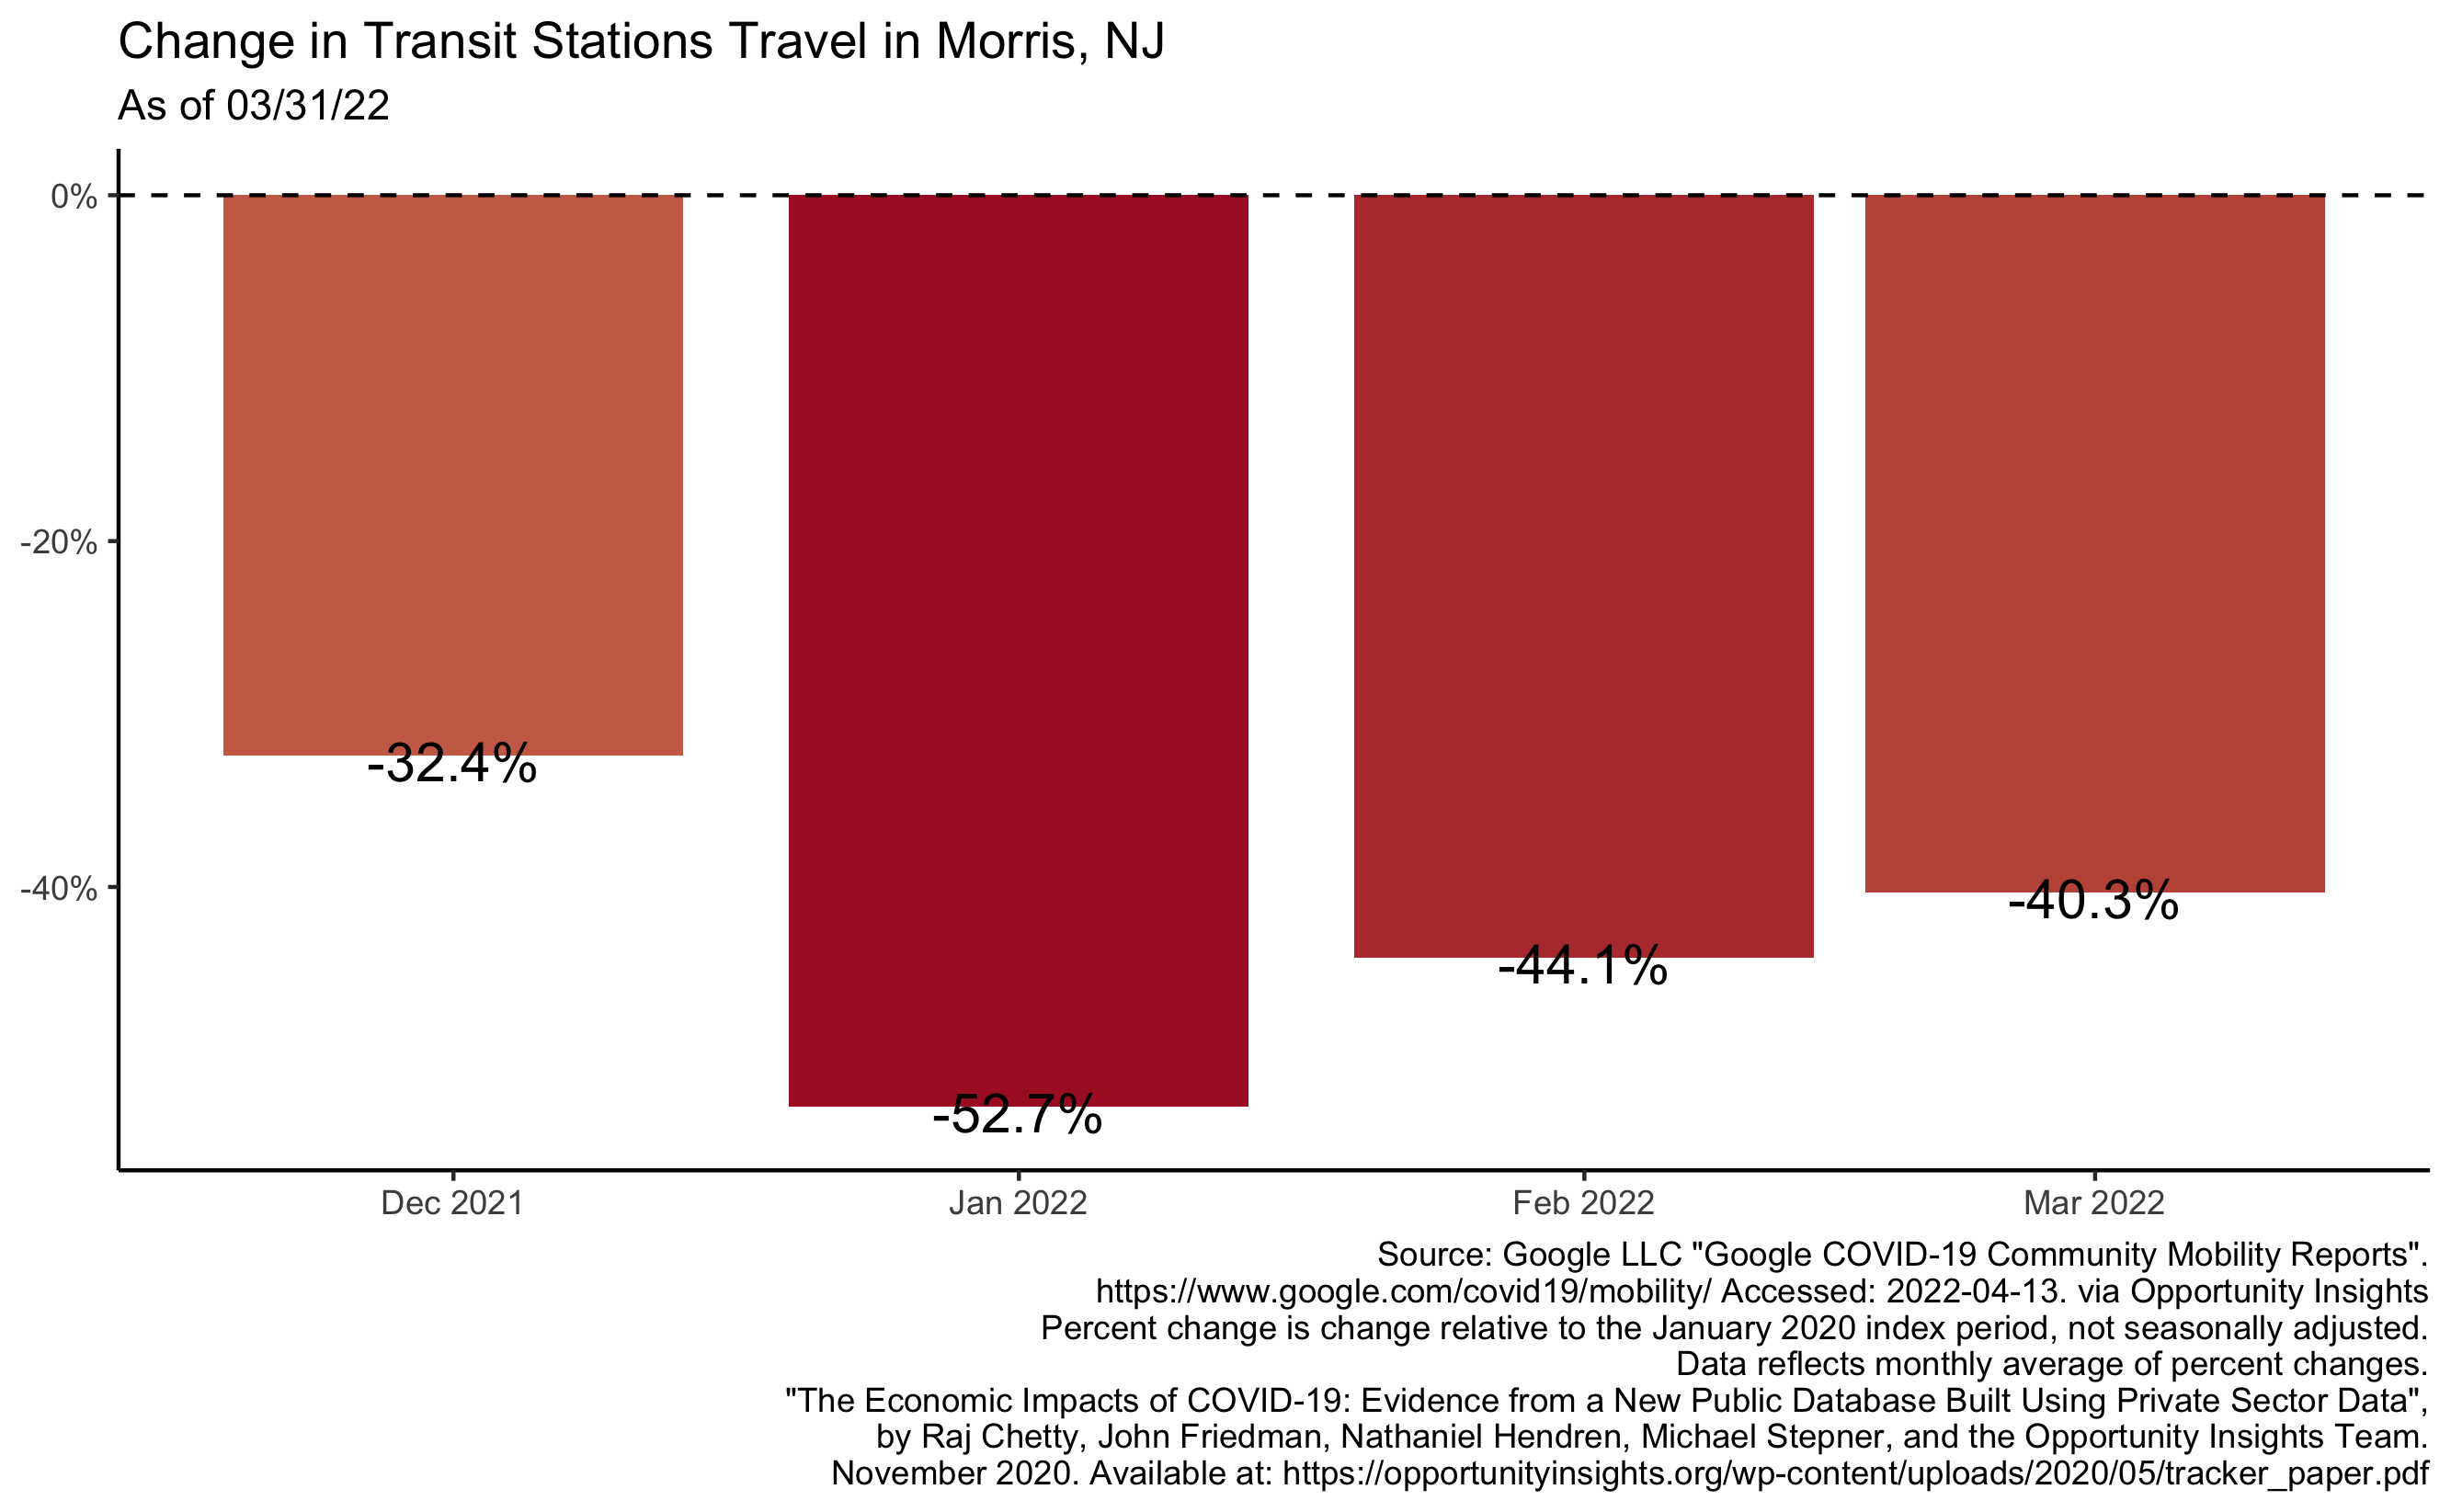 Change in Transit Stations Travel in Morris, NJ
As of 03/31/22
0%
-20%
-40%
-32.4%
-52.7%
-44.1%
-40.3%
Dec 2021
Jan 2022
Feb 2022
Mar 2022
Source: Google LLC "Google COVID-19 Community Mobility Reports".
https://www.google.com/covid19/mobility/ Accessed: 2022-04-13. via Opportunity Insights
Percent change is change relative to the January 2020 index period, not seasonally adjusted.
Data reflects monthly average of percent changes.
"The Economic Impacts of COVID-19: Evidence from a New Public Database Built Using Private Sector Data",
by Raj Chetty, John Friedman, Nathaniel Hendren, Michael Stepner, and the Opportunity Insights Team.
November 2020. Available at: https://opportunityinsights.org/wp-content/uploads/2020/05/tracker_paper.pdf